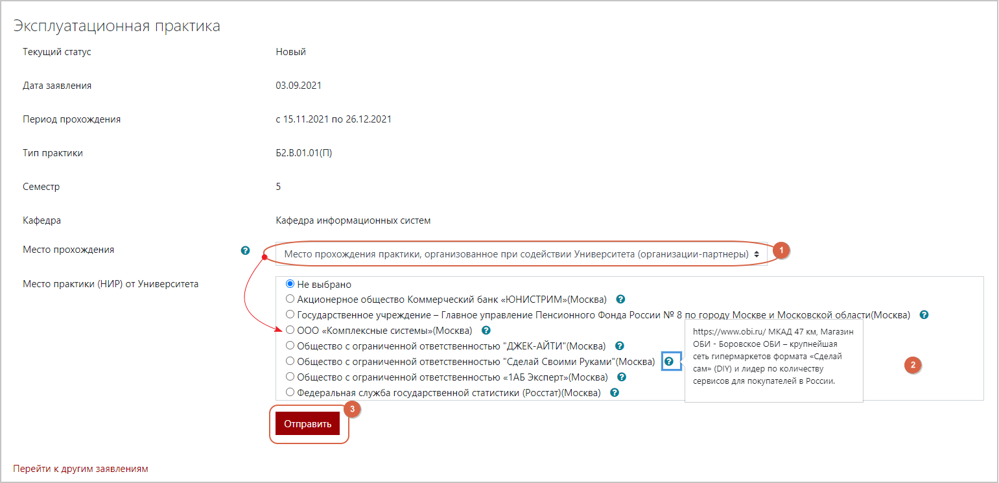 Эксплуатационная практика
Текущий статус Новый
Дата заявления 03.09.2021
Период прохождения с 15.11.2021 по 26.12.2021
Тип практики Б2.В.01.01(П)
Семестр 5
Кафедра Кафедра информационных систем
Место прохождения ? Место прохождения практики, организованное при содействии Университета (организации-партнеры) 1
Место практики (НИР) от Университета
Не выбрано
Акционерное общество Коммерческий банк «ЮНИСТРИМ»(Москва) ?
Государственное учреждение – Главное управление Пенсионного Фонда России № 8 по городу Москве и Московской области(Москва) ?
ООО «Комплексные системы»(Москва) ?
Общество с ограниченной ответственностью "ДЖЕК-АЙТИ"(Москва) ?
Общество с ограниченной ответственностью "Сделай Своими Руками"(Москва) ?
Общество с ограниченной ответственностью «1АБ Эксперт»(Москва) ?
Федеральная служба государственной статистики (Росстат)(Москва) ?
https://www.obi.ru/ МКАД 47 км, Магазин
ОБИ - Боровское ОБИ – крупнейшая
сеть гипермаркетов формата «Сделай
сам» (DIY) и лидер по количеству
сервисов для покупателей в России.
2
Отправить 3
Перейти к другим заявлениям